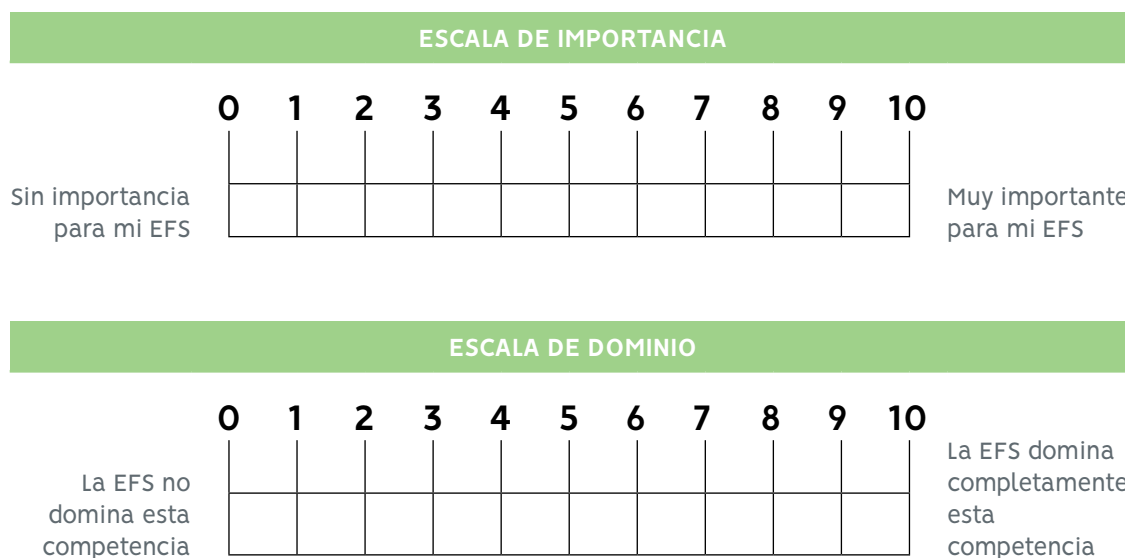 ESCALA DE IMPORTANCIA
0 1 2 3 4 5 6 7 8 9 10
Sin importancia
para mi EFS
Muy importante
para mi EFS
ESCALA DE DOMINIO
0 1 2 3 4 5 6 7 8 9 10
La EFS no
domina esta
competencia
La EFS domina
completamente
esta
competencia